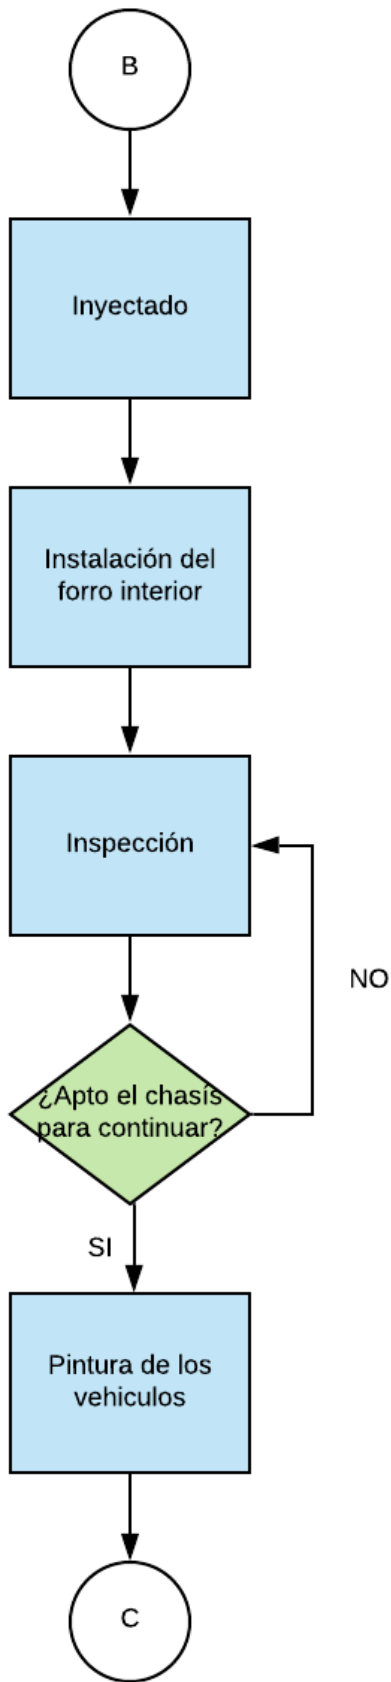 B
Inyectado
Instalación del
forro interior
Inspección
NO
¿Apto el chasís
para continuar?
SI
Pintura de los
vehiculos
C